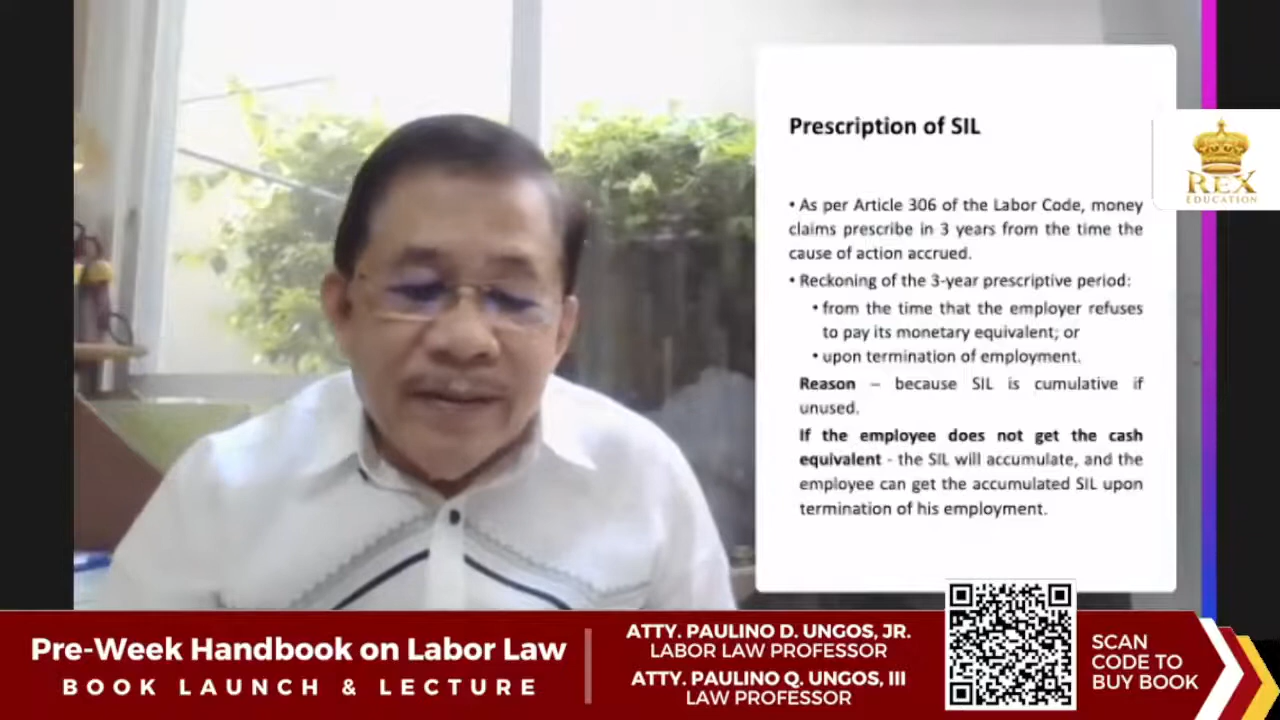 Prescription of SIL
• As per Article 306 of the Labor Code, money
claims prescribe in 3 years from the time the
cause of action accrued.
• Reckoning of the 3-year prescriptive period:
• from the time that the employer refuses
to pay its monetary equivalent; or
• upon termination of employment.
Reason – because SIL is cumulative if
unused.
If the employee does not get the cash
equivalent - the SIL will accumulate, and the
employee can get the accumulated SIL upon
termination of his employment.
REX
EDUCATION
Pre-Week Handbook on Labor Law
BOOK LAUNCH & LECTURE
ATTY. PAULINO D. UNGOS, JR.
LABOR LAW PROFESSOR
ATTY. PAULINO Q. UNGOS, III
LAW PROFESSOR
SCAN
CODE TO
BUY BOOK